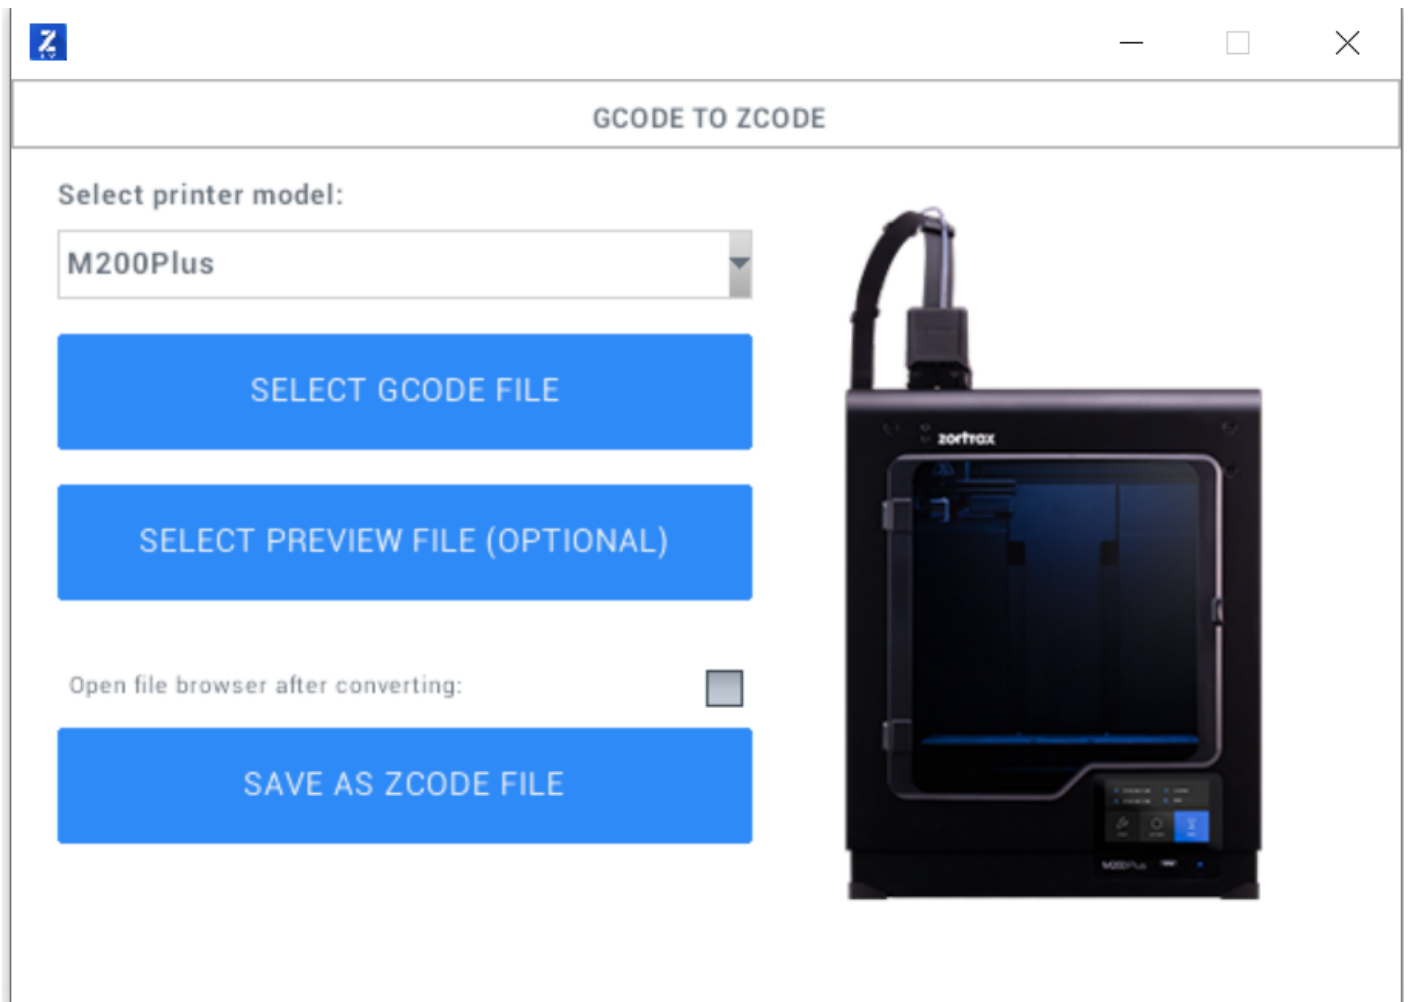 GCODE TO ZCODE
Select printer model:
M200Plus
SELECT GCODE FILE
SELECT PREVIEW FILE (OPTIONAL)
Open file browser after converting:
SAVE AS ZCODE FILE
zortrax
M200Plus